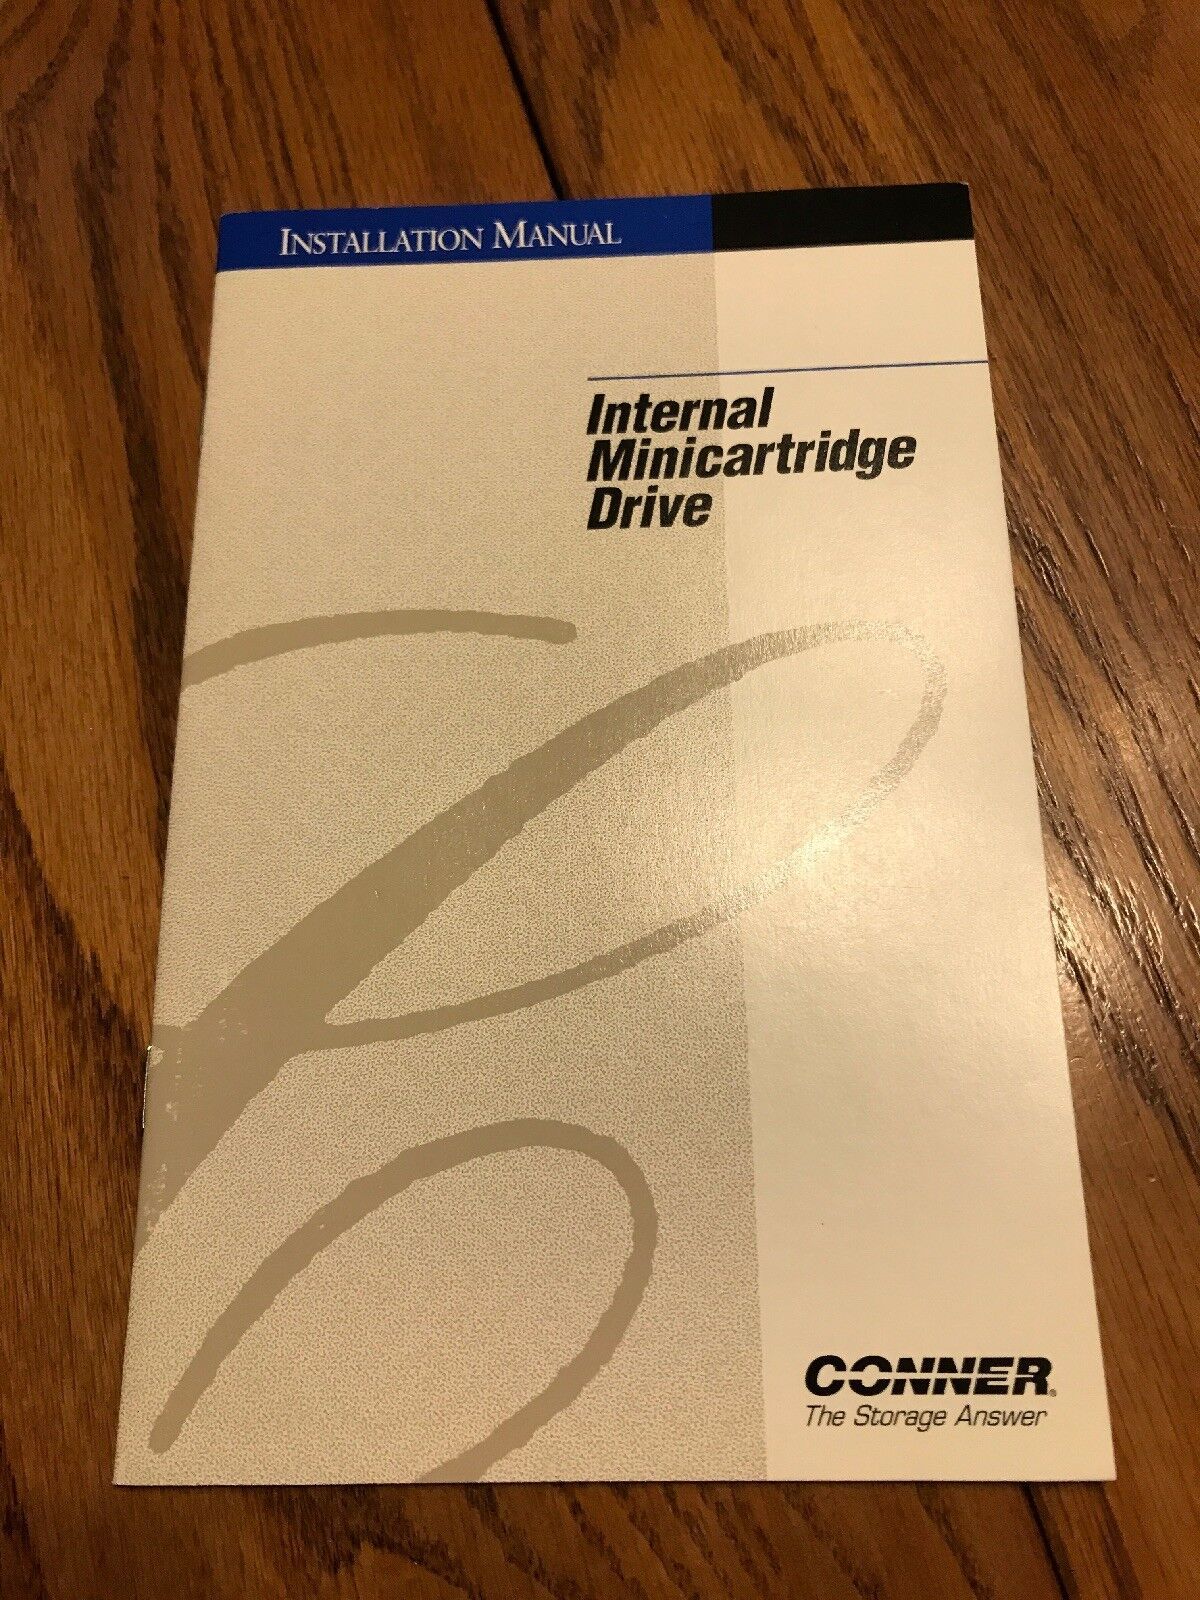 INSTALLATION MANUAL
Internal
Minicartridge
Drive
CONNER®
The Storage Answer